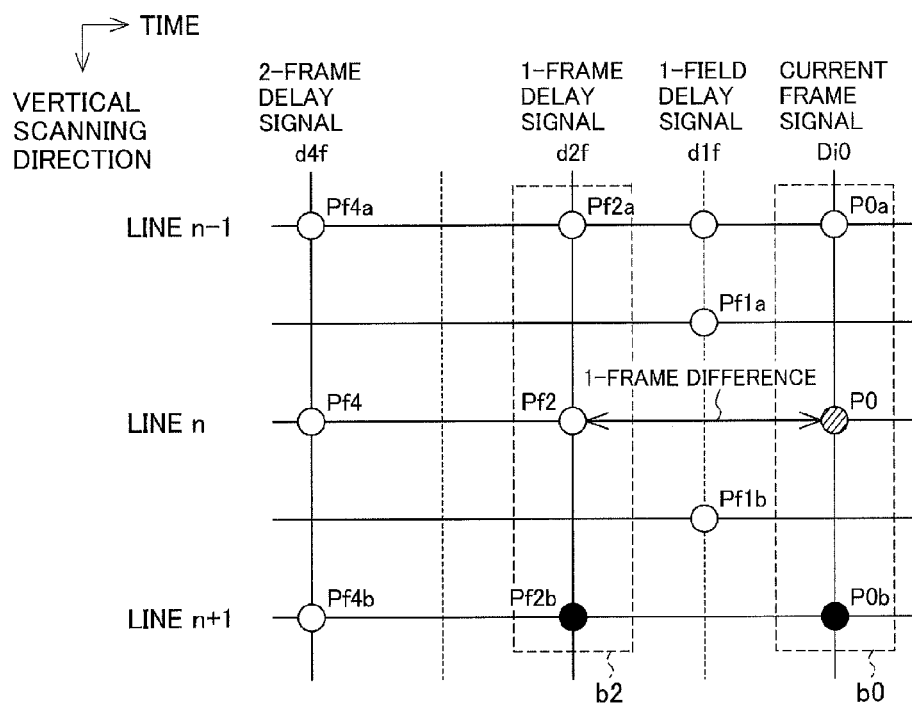 TIME
VERTICAL
SCANNING
DIRECTION
2-FRAME
DELAY
SIGNAL
d4f
1-FRAME
DELAY
SIGNAL
d2f
1-FIELD
DELAY
SIGNAL
d1f
CURRENT
FRAME
SIGNAL
Di0
LINE n-1
Pf4a
Pf2a
P0a
Pf1a
1-FRAME DIFFERENCE
LINE n
Pf4
Pf2
P0
Pf1b
LINE n+1
Pf4b
Pf2b
P0b
b2
b0